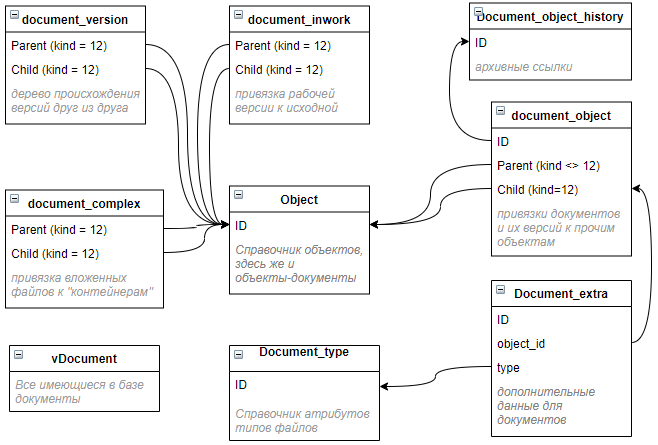 document_version
Parent (kind = 12)
Child (kind = 12)
дерево происхождения
версий друг из друга
document_inwork
Parent (kind = 12)
Child (kind = 12)
привязка рабочей
версии к исходной
Document_object_history
ID
архивные ссылки
document_object
ID
Parent (kind <> 12)
Child (kind=12)
привязки документов
и их версий к прочим
объектам
document_complex
Parent (kind = 12)
Child (kind = 12)
привязка вложенных
файлов к "контейнерам"
Object
ID
Справочник объектов,
здесь же и
объекты-документы
Document_extra
ID
object_id
type
дополнительные
данные для
документов
vDocument
Все имеющиеся в базе
документы
Document_type
ID
Справочник атрибутов
типов файлов